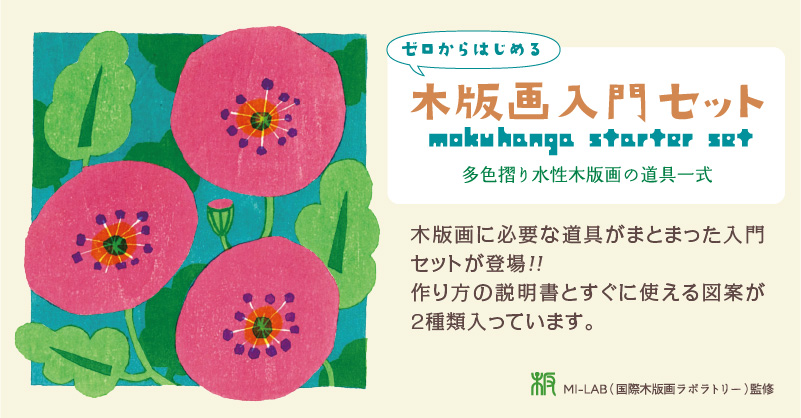 ゼロからはじめる
木版画入門セット
mokuhanga starter set
多色摺り水性木版画の道具一式
木版画に必要な道具がまとまった入門
セットが登場!!
作り方の説明書とすぐに使える図案が
2種類入っています。
板 MI-LAB（国際木版画ラボラトリー）監修